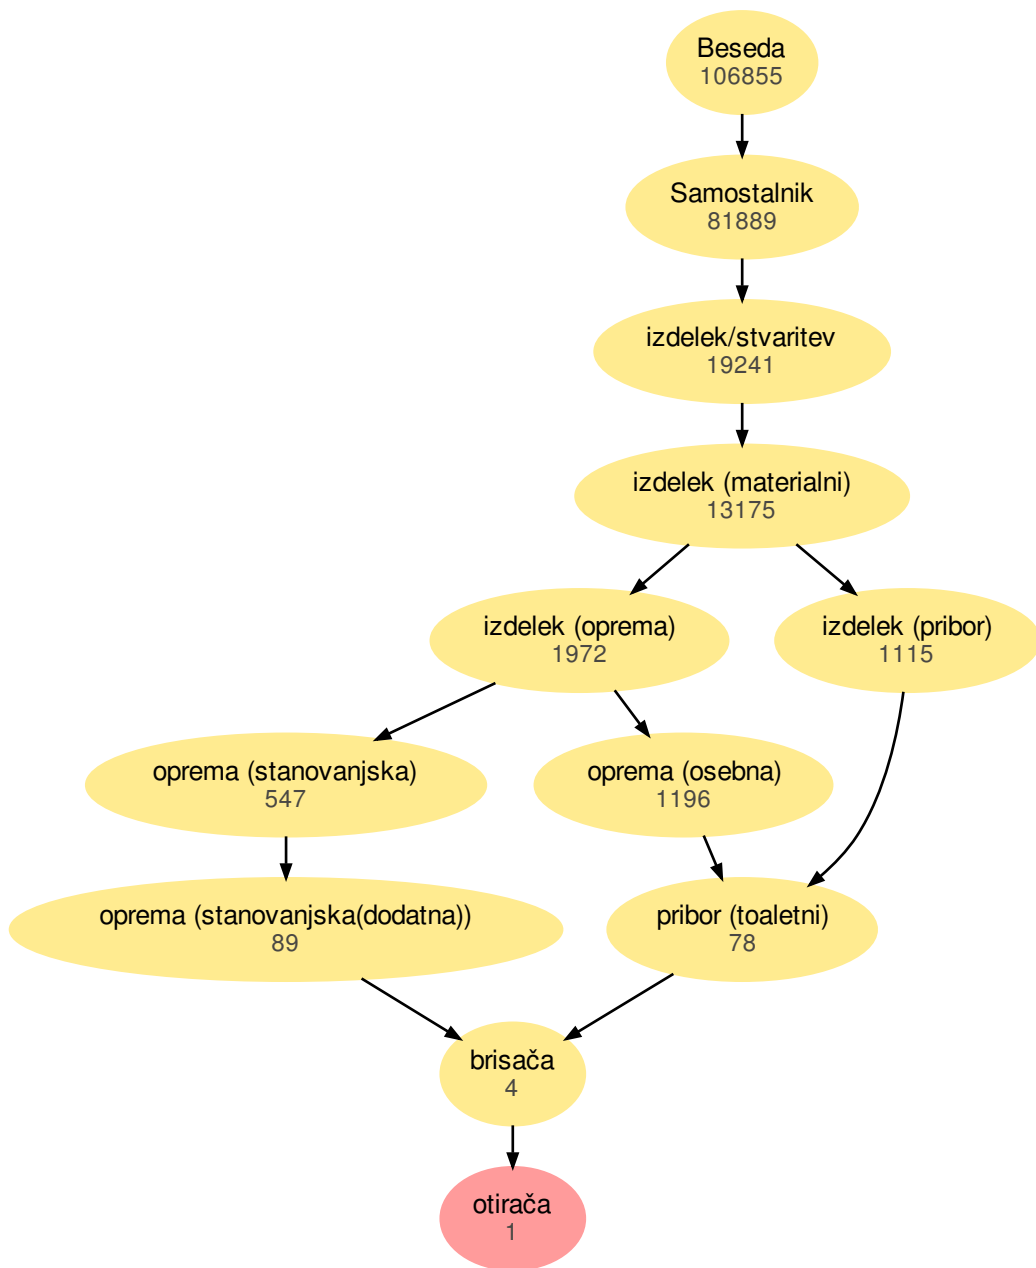 Beseda
106855
Samostalnik
81889
izdelek/stvaritev
19241
izdelek (materialni)
13175
izdelek (oprema)
1972
izdelek (pribor)
1115
oprema (stanovanjska)
547
oprema (osebna)
1196
oprema (stanovanjska(dodatna))
89
pribor (toaletni)
78
brisača
4
otirača
1